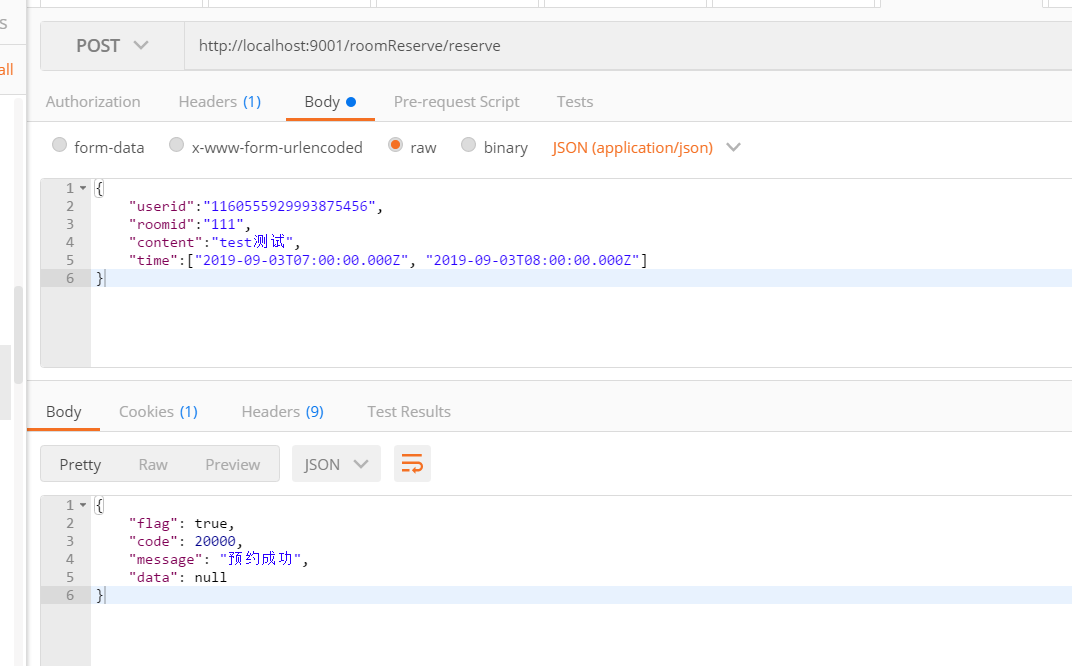 s
all
POST
http://localhost:9001/roomReserve/reserve
Authorization Headers (1) Body Pre-request Script Tests
form-data x-www-form-urlencoded raw binary JSON (application/json)
1 {
2 "userid":"1160555929993875456",
3 "roomid":"111",
4 "content":"test测试",
5 "time":["2019-09-03T07:00:00.000Z", "2019-09-03T08:00:00.000Z"]
6 }
Body Cookies (1) Headers (9) Test Results
Pretty Raw Preview JSON
1 {
2 "flag": true,
3 "code": 20000,
4 "message": "预约成功",
5 "data": null
6 }